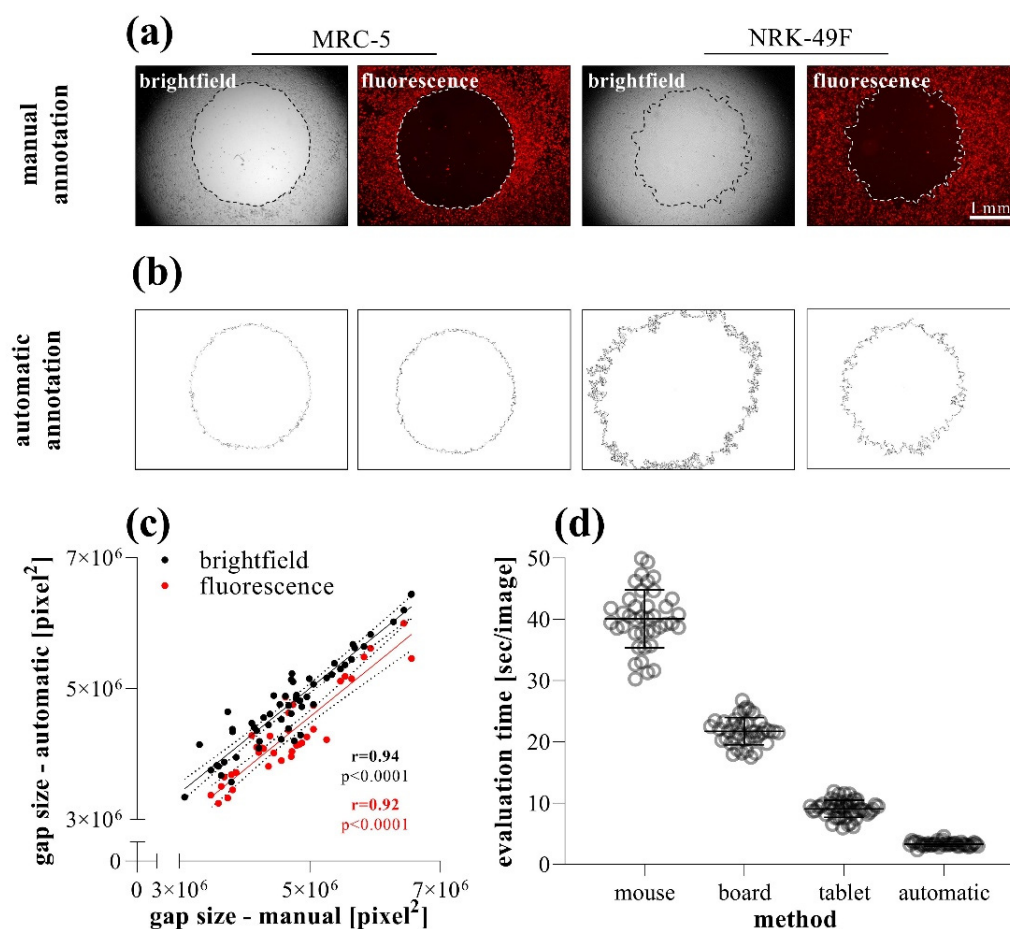 (a)
MRC-5
NRK-49F
manual
annotation
brightfield
fluorescence
brightfield
fluorescence
1 mm
(b)
automatic
annotation
(c)
gap size - automatic [pixel²]
7×10⁶
5×10⁶
3×10⁶
0
brightfield
fluorescence
r=0.94
p<0.0001
r=0.92
p<0.0001
0 3×10⁶ 5×10⁶ 7×10⁶
gap size - manual [pixel²]
(d)
evaluation time [sec/image]
50
40
30
20
10
0
mouse board tablet automatic
method